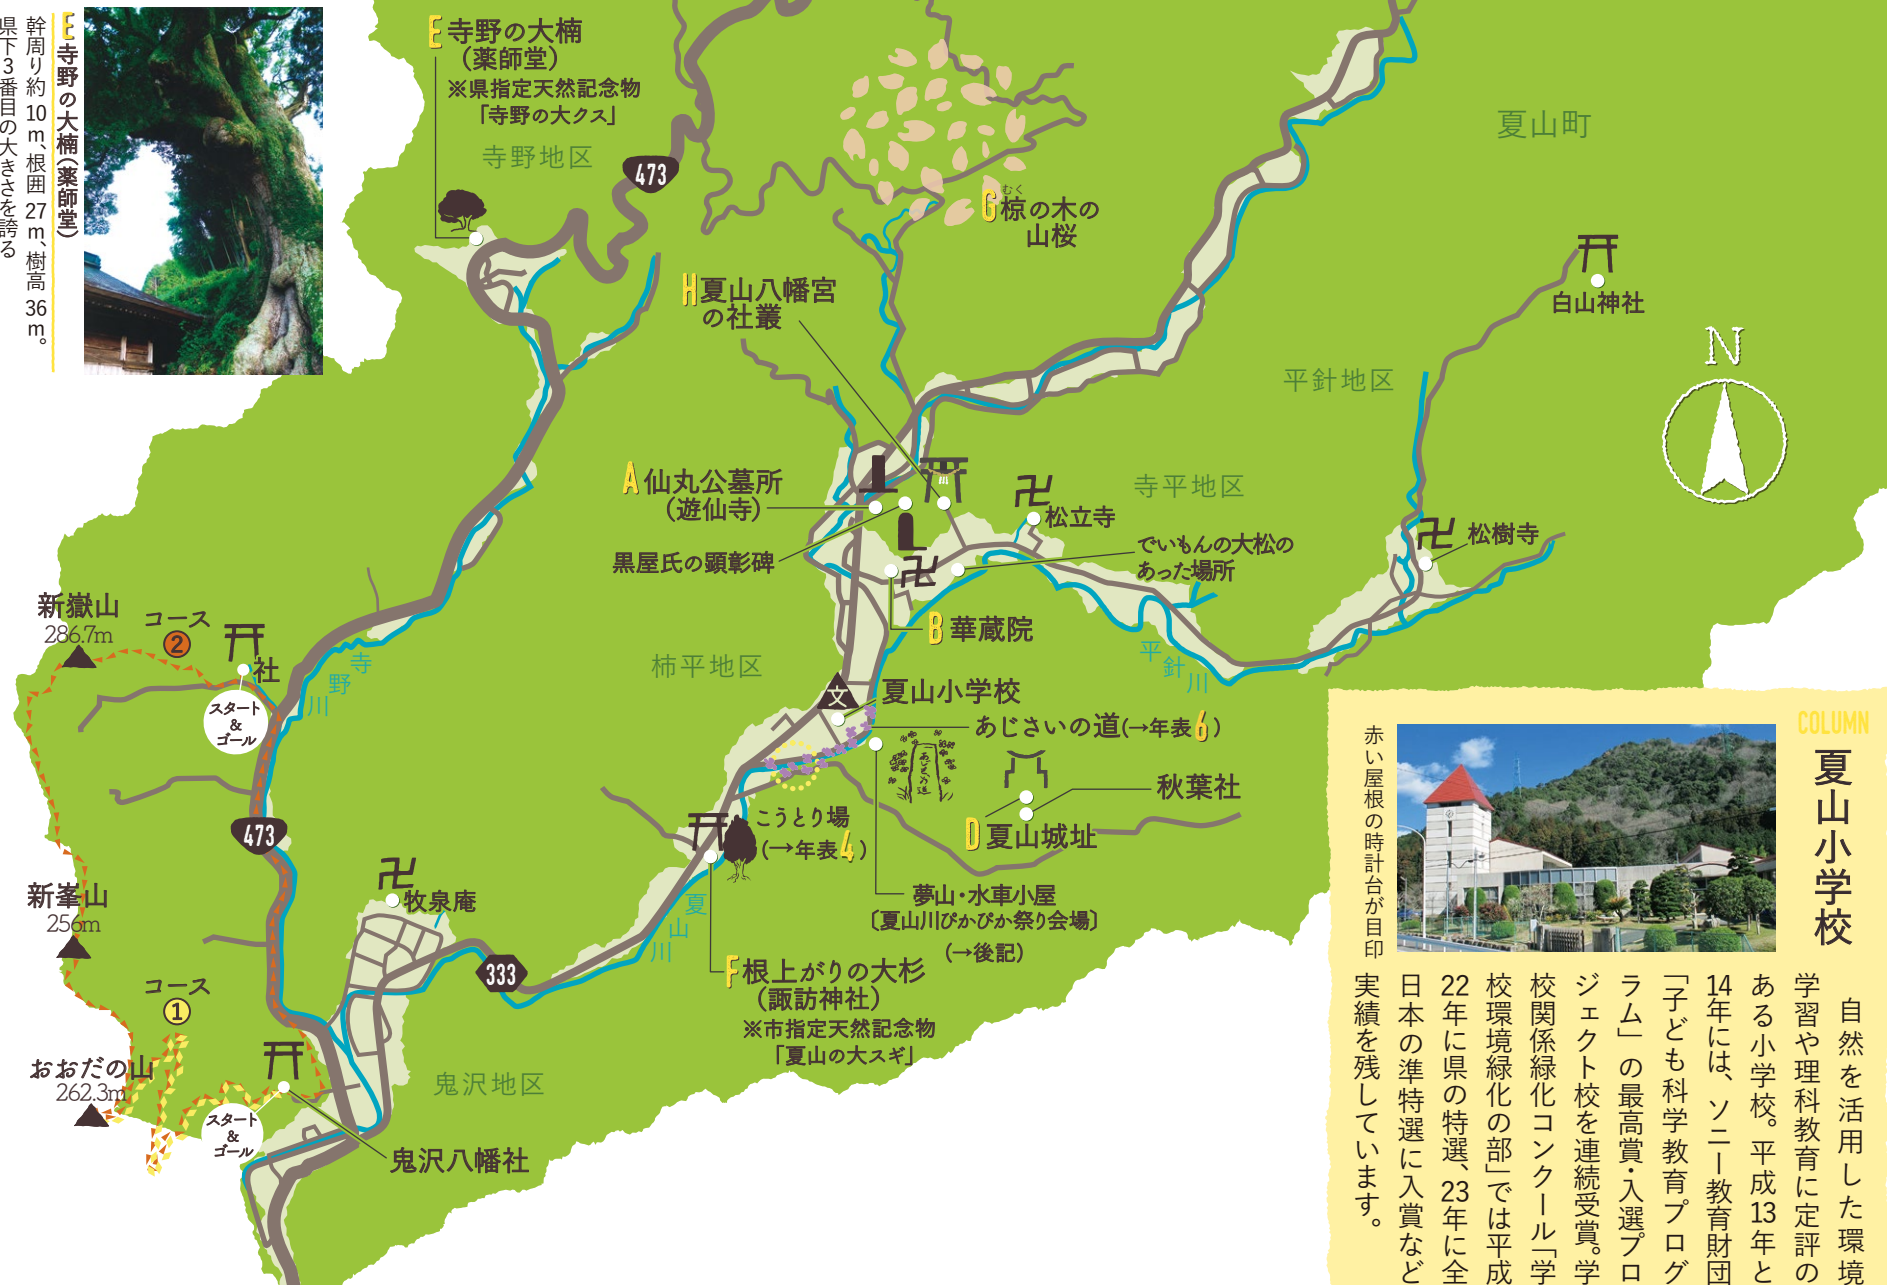 E寺野の大楠(薬師堂)
幹周り約10m、根囲27m、樹高36m。
県下3番目の大きさを誇る
E寺野の大楠
(薬師堂)
※県指定天然記念物
「寺野の大クス」
寺野地区
473
むく
G椋の木の
山桜
夏山町
H夏山八幡宮
の社叢
白山神社
N
平針地区
A仙丸公墓所
(遊仙寺)
寺平地区
松立寺
松樹寺
黒屋氏の顕彰碑
でいもんの大松の
あった場所
B華蔵院
新嶽山
286.7m
コース
2
社
スタート
&
ゴール
寺野川
柿平地区
文
夏山小学校
平針川
あじさいの道(→年表6)
あじさいの道
秋葉社
D夏山城址
こうとり場
(→年表4)
473
新峯山
256m
牧泉庵
夢山・水車小屋
〔夏山川ぴかぴか祭り会場〕
(→後記)
夏山川
333
F根上がりの大杉
(諏訪神社)
※市指定天然記念物
「夏山の大スギ」
コース
1
おおだの山
262.3m
鬼沢地区
スタート
&
ゴール
鬼沢八幡社
COLUMN
夏山小学校
赤い屋根の時計台が目印
自然を活用した環境
学習や理科教育に定評の
ある小学校。平成13年と
14年には、ソニー教育財団
「子ども科学教育プログ
ラム」の最高賞・入選プロ
ジェクト校を連続受賞。学
校関係緑化コンクール「学
校環境緑化の部」では平成
22年に県の特選、23年に全
日本の準特選に入賞など
実績を残しています。